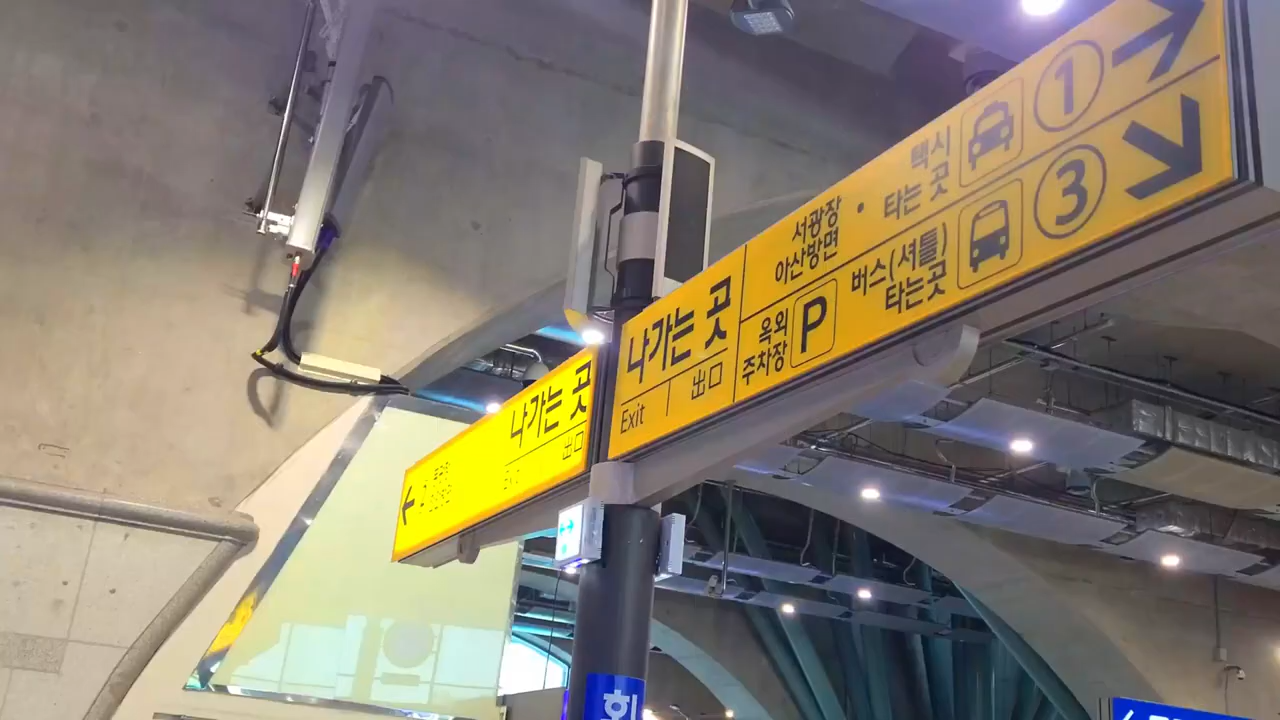 나가는 곳
Exit
出口
서광장
아산방면
•
택시
타는 곳
1
옥외
주차장
P
버스(셔틀)
타는곳
3
나가는 곳
出口
회